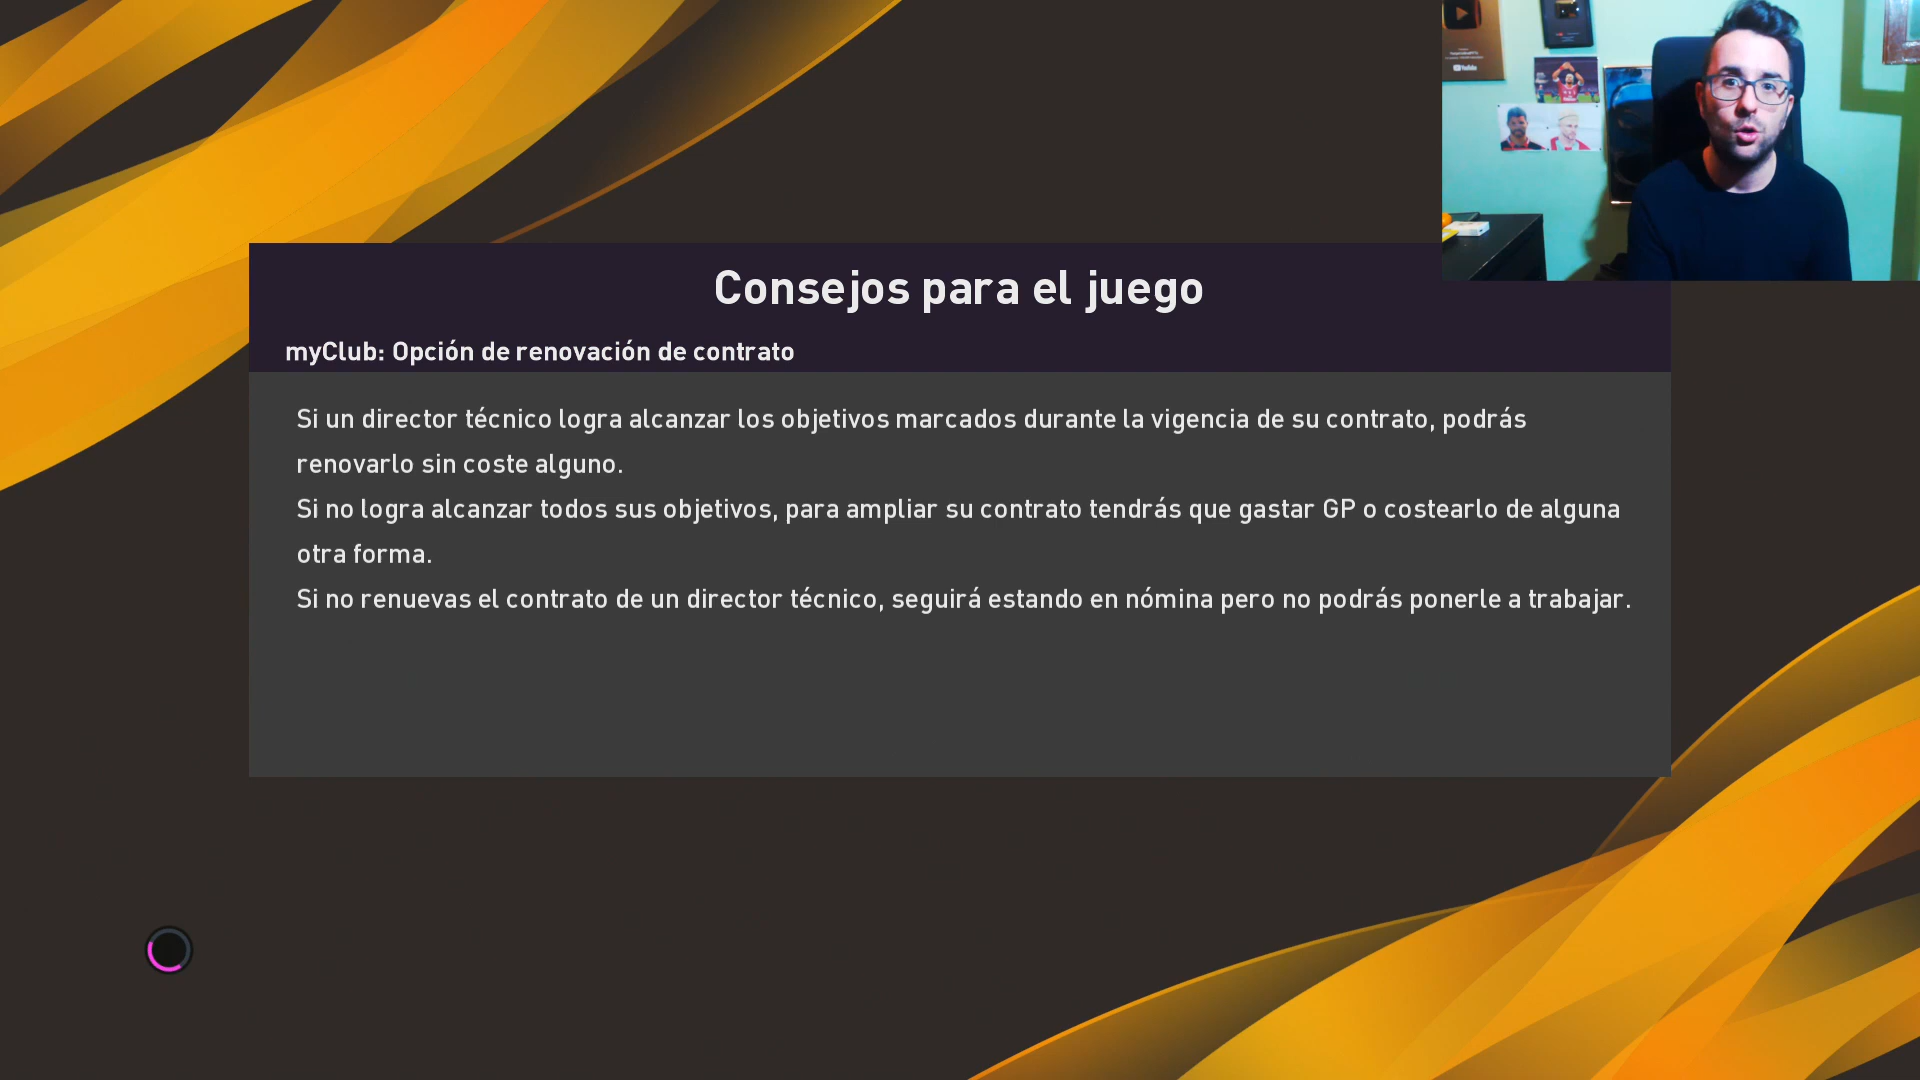 Consejos para el juego
myClub: Opción de renovación de contrato
Si un director técnico logra alcanzar los objetivos marcados durante la vigencia de su contrato, podrás
renovarlo sin coste alguno.
Si no logra alcanzar todos sus objetivos, para ampliar su contrato tendrás que gastar GP o costearlo de alguna
otra forma.
Si no renuevas el contrato de un director técnico, seguirá estando en nómina pero no podrás ponerle a trabajar.
YouTube